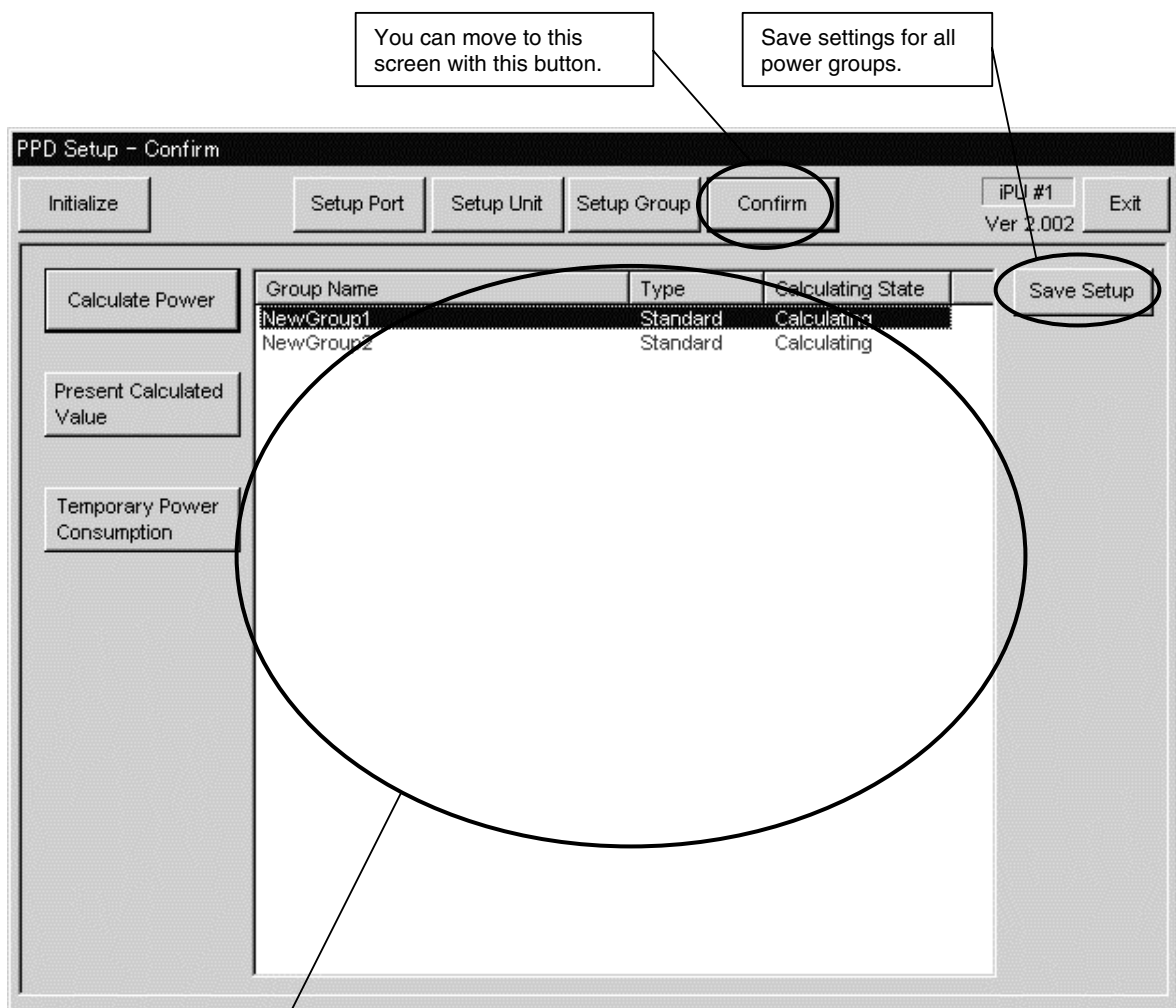 You can move to this
screen with this button.
Save settings for all
power groups.
PPD Setup - Confirm
Initialize
Setup Port
Setup Unit
Setup Group
Confirm
iPU #1
Ver 2.002
Exit
Calculate Power
Present Calculated
Value
Temporary Power
Consumption
Group Name Type Calculating State
NewGroup1 Standard Calculating
NewGroup2 Standard Calculating
Save Setup